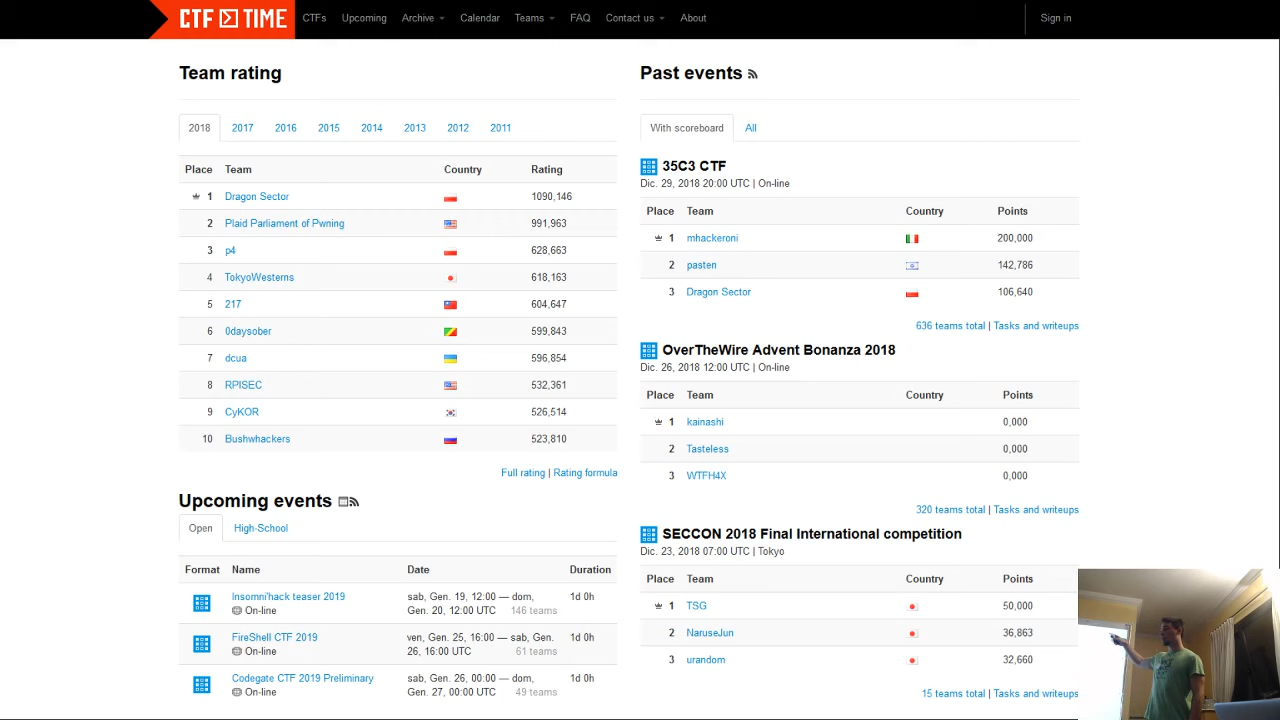 CTF TIME CTFs Upcoming Archive Calendar Teams FAQ Contact us About Sign in
Team rating
2018 2017 2016 2015 2014 2013 2012 2011
Place Team Country Rating
1 Dragon Sector 1090,146
2 Plaid Parliament of Pwning 991,963
3 p4 628,663
4 TokyoWesterns 618,163
5 217 604,647
6 0daysober 599,843
7 dcua 596,854
8 RPISEC 532,361
9 CyKOR 526,514
10 Bushwhackers 523,810
Full rating | Rating formula
Upcoming events
Open High-School
Format Name Date Duration
Insomni'hack teaser 2019 sab, Gen. 19, 12:00 — dom, 1d 0h
On-line Gen. 20, 12:00 UTC 146 teams
FireShell CTF 2019 ven, Gen. 25, 16:00 — sab, Gen. 1d 0h
On-line 26, 16:00 UTC 61 teams
Codegate CTF 2019 Preliminary sab, Gen. 26, 00:00 — dom, 1d 0h
On-line Gen. 27, 00:00 UTC 49 teams
Past events
With scoreboard All
35C3 CTF
Dic. 29, 2018 20:00 UTC | On-line
Place Team Country Points
1 mhackeroni 200,000
2 pasten 142,786
3 Dragon Sector 106,640
636 teams total | Tasks and writeups
OverTheWire Advent Bonanza 2018
Dic. 26, 2018 12:00 UTC | On-line
Place Team Country Points
1 kainashi 0,000
2 Tasteless 0,000
3 WTFH4X 0,000
320 teams total | Tasks and writeups
SECCON 2018 Final International competition
Dic. 23, 2018 07:00 UTC | Tokyo
Place Team Country Points
1 TSG 50,000
2 NaruseJun 36,863
3 urandom 32,660
15 teams total | Tasks and writeups